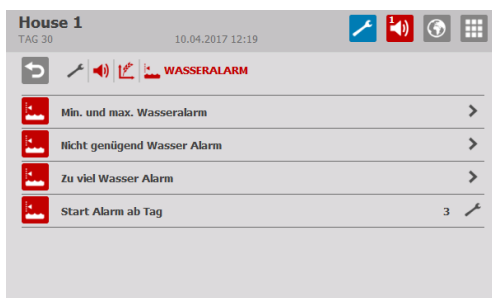 House 1
TAG 30 10.04.2017 12:19 1
WASSERALARM
Min. und max. Wasseralarm
Nicht genügend Wasser Alarm
Zu viel Wasser Alarm
Start Alarm ab Tag 3